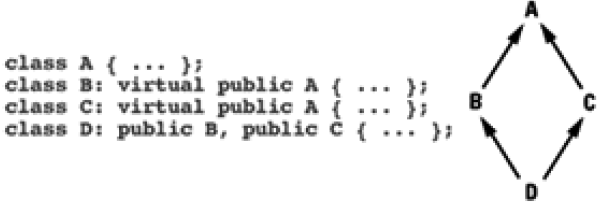 class A { ... };
class B: virtual public A { ... };
class C: virtual public A { ... };
class D: public B, public C { ... };
A
B
C
D